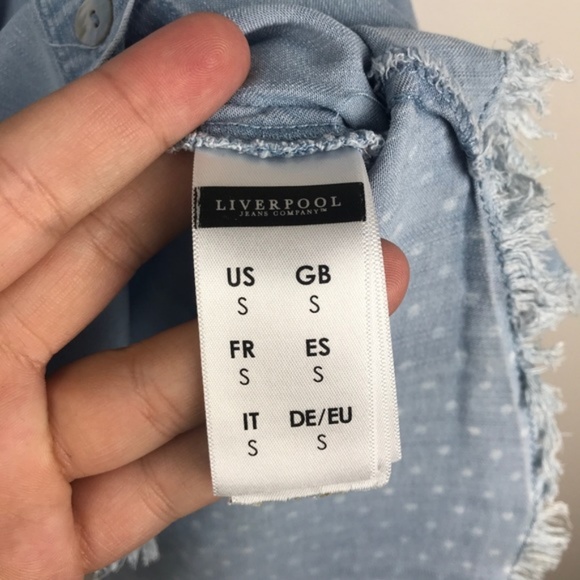 LIVERPOOL
JEANS COMPANY™
US GB
S S
FR ES
S S
IT DE/EU
S S